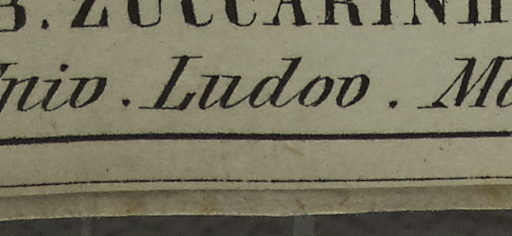 B. ZUCCARINI
Univ. Ludov. M